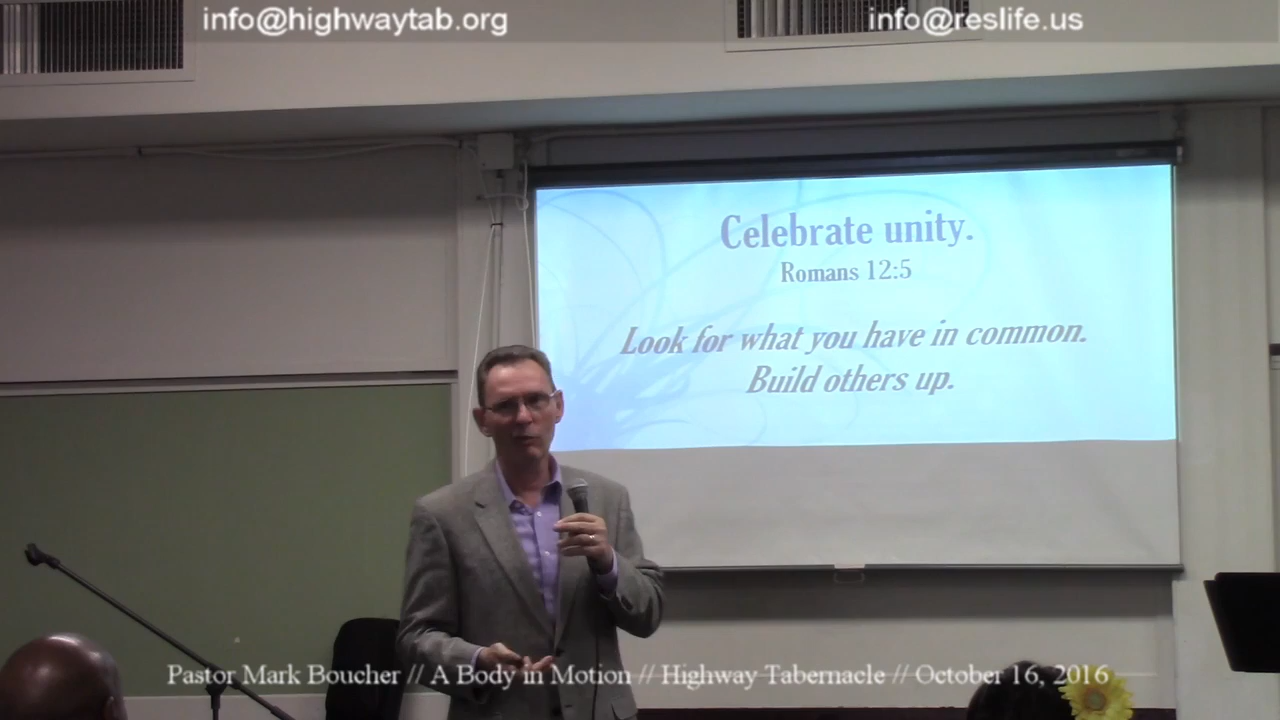 info@highwaytab.org
info@reslife.us
Celebrate unity.
Romans 12:5
Look for what you have in common.
Build others up.
Pastor Mark Boucher // A Body in Motion // Highway Tabernacle // October 16, 2016